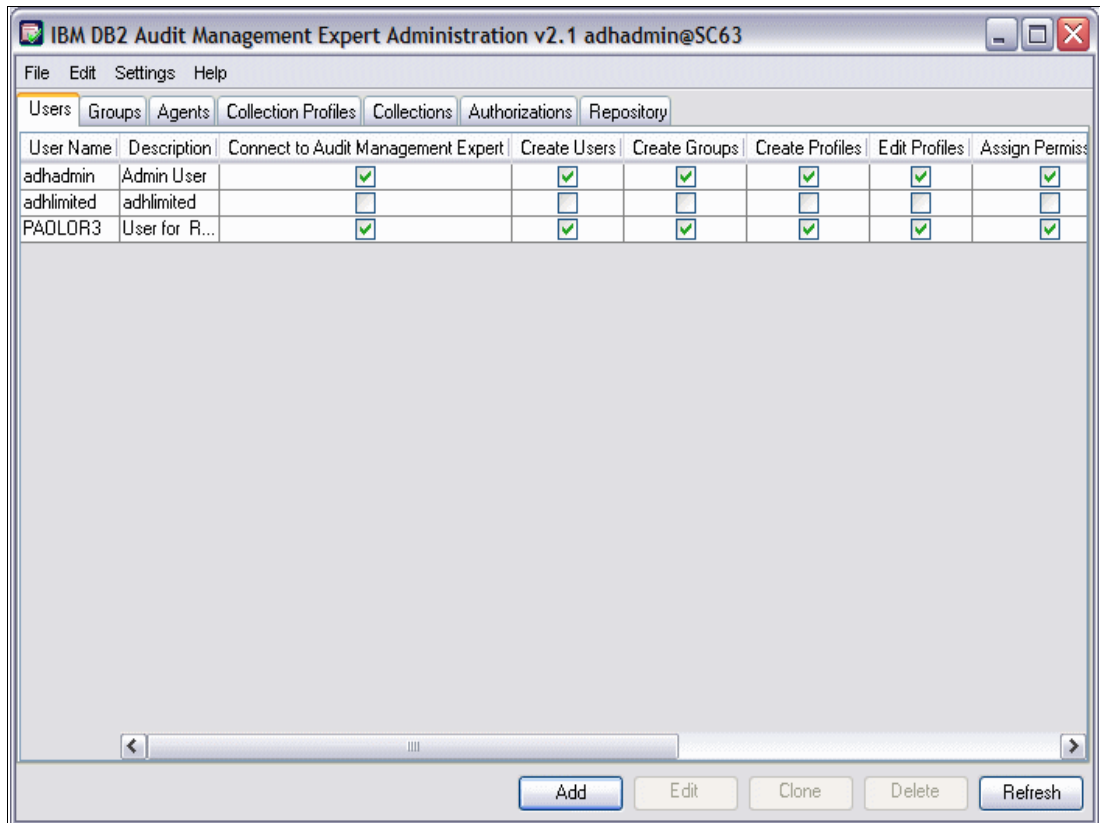 IBM DB2 Audit Management Expert Administration v2.1 adhadmin@SC63
File Edit Settings Help
Users Groups Agents Collection Profiles Collections Authorizations Repository
User Name Description Connect to Audit Management Expert Create Users Create Groups Create Profiles Edit Profiles Assign Permiss
adhadmin Admin User
adhlimited adhlimited
PAOLOR3 User for R...
Add Edit Clone Delete Refresh